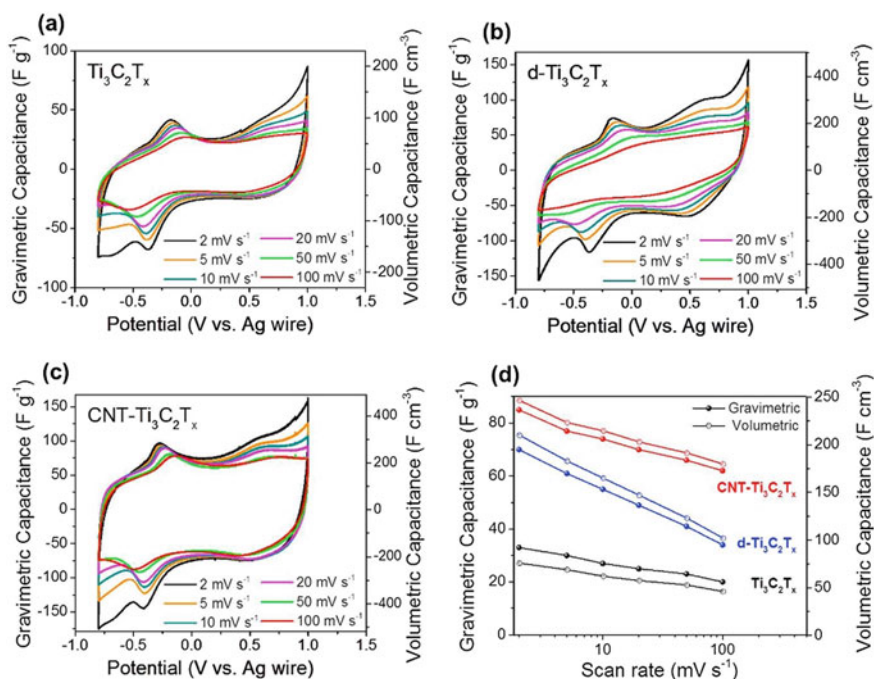 (a)
Ti₃C₂Tₓ
Gravimetric Capacitance (F g⁻¹)
100
50
0
-50
-100
Volumetric Capacitance (F cm⁻³)
200
100
0
-100
-200
2 mV s⁻¹ 20 mV s⁻¹
5 mV s⁻¹ 50 mV s⁻¹
10 mV s⁻¹ 100 mV s⁻¹
-1.0 -0.5 0.0 0.5 1.0 1.5
Potential (V vs. Ag wire)
(b)
d-Ti₃C₂Tₓ
Gravimetric Capacitance (F g⁻¹)
150
100
50
0
-50
-100
-150
Volumetric Capacitance (F cm⁻³)
400
200
0
-200
-400
2 mV s⁻¹ 20 mV s⁻¹
5 mV s⁻¹ 50 mV s⁻¹
10 mV s⁻¹ 100 mV s⁻¹
-1.0 -0.5 0.0 0.5 1.0 1.5
Potential (V vs. Ag wire)
(c)
CNT-Ti₃C₂Tₓ
Gravimetric Capacitance (F g⁻¹)
150
100
50
0
-50
-100
-150
Volumetric Capacitance (F cm⁻³)
400
200
0
-200
-400
2 mV s⁻¹ 20 mV s⁻¹
5 mV s⁻¹ 50 mV s⁻¹
10 mV s⁻¹ 100 mV s⁻¹
-1.0 -0.5 0.0 0.5 1.0 1.5
Potential (V vs. Ag wire)
(d)
Gravimetric Capacitance (F g⁻¹)
80
60
40
20
0
Volumetric Capacitance (F cm⁻³)
250
200
150
100
50
0
Gravimetric
Volumetric
CNT-Ti₃C₂Tₓ
d-Ti₃C₂Tₓ
Ti₃C₂Tₓ
10 100
Scan rate (mV s⁻¹)